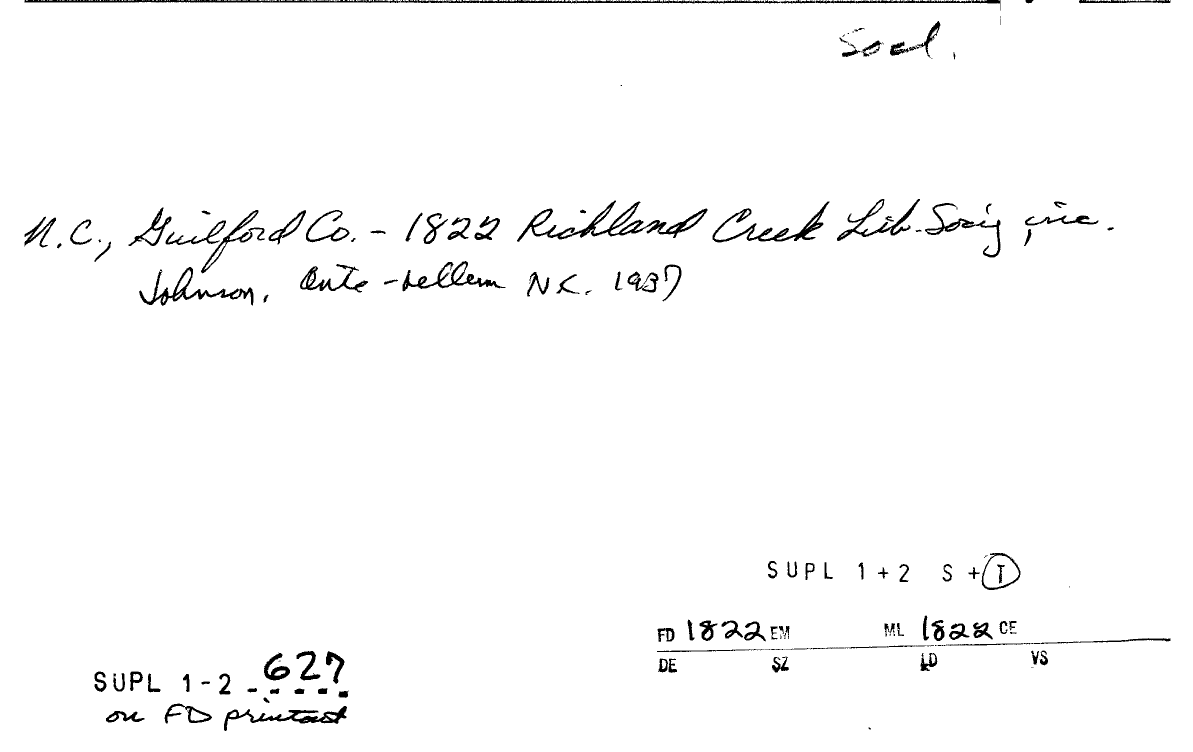 Socl.
N.C., Guilford Co. - 1822 Richland Creek Lib. Soc'y, inc.
Johnson, Ante-bellum N.C. 1937
SUPL 1+2 S+I
FD 1822 EM ML 1822 CE
DE SZ LD VS
SUPL 1-2 - 627
on FD printout